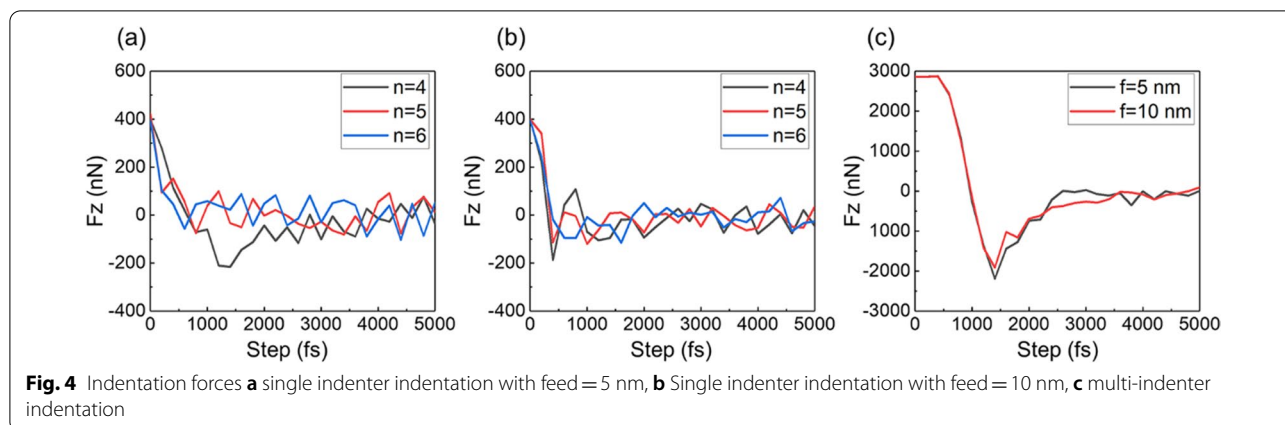 (a)
600
400
200
0
-200
-400
Fz (nN)
n=4
n=5
n=6
0 1000 2000 3000 4000 5000
Step (fs)
(b)
600
400
200
0
-200
-400
Fz (nN)
n=4
n=5
n=6
0 1000 2000 3000 4000 5000
Step (fs)
(c)
3000
2000
1000
0
-1000
-2000
-3000
Fz (nN)
f=5 nm
f=10 nm
0 1000 2000 3000 4000 5000
Step (fs)
Fig. 4 Indentation forces a single indenter indentation with feed = 5 nm, b Single indenter indentation with feed = 10 nm, c multi-indenter
indentation